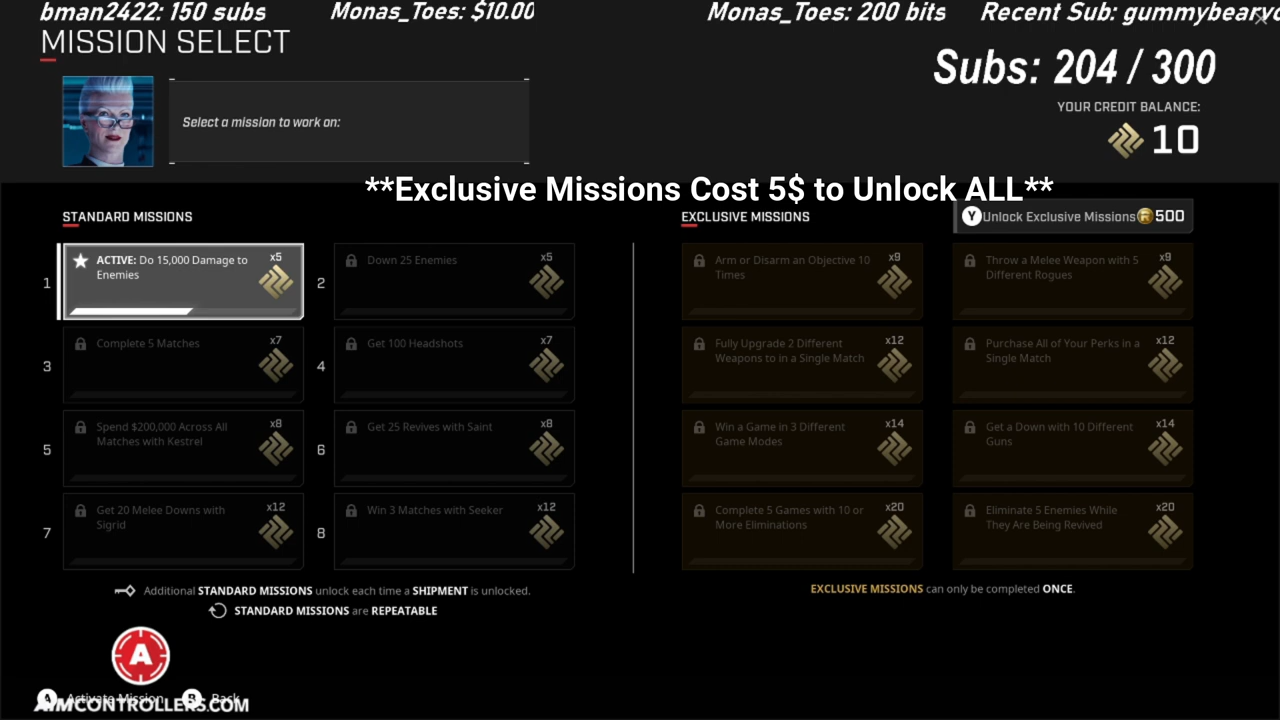 bman2422: 150 subs
Monas_Toes: $10.00
Monas_Toes: 200 bits
Recent Sub: gummybearv
MISSION SELECT
Subs: 204 / 300
YOUR CREDIT BALANCE:
10
Select a mission to work on:
**Exclusive Missions Cost 5$ to Unlock ALL**
STANDARD MISSIONS
EXCLUSIVE MISSIONS
Y Unlock Exclusive Missions 500
1
ACTIVE: Do 15,000 Damage to
Enemies
x5
2
Down 25 Enemies
x5
Arm or Disarm an Objective 10
Times
x9
Throw a Melee Weapon with 5
Different Rogues
x9
3
Complete 5 Matches
x7
4
Get 100 Headshots
x7
Fully Upgrade 2 Different
Weapons to in a Single Match
x12
Purchase All of Your Perks in a
Single Match
x12
5
Spend $200,000 Across All
Matches with Kestrel
x8
6
Get 25 Revives with Saint
x8
Win a Game in 3 Different
Game Modes
x14
Get a Down with 10 Different
Guns
x14
7
Get 20 Melee Downs with
Sigrid
x12
8
Win 3 Matches with Seeker
x12
Complete 5 Games with 10 or
More Eliminations
x20
Eliminate 5 Enemies While
They Are Being Revived
x20
Additional STANDARD MISSIONS unlock each time a SHIPMENT is unlocked.
STANDARD MISSIONS are REPEATABLE
EXCLUSIVE MISSIONS can only be completed ONCE.
A
A Activate Mission B Back
AIMCONTROLLERS.COM